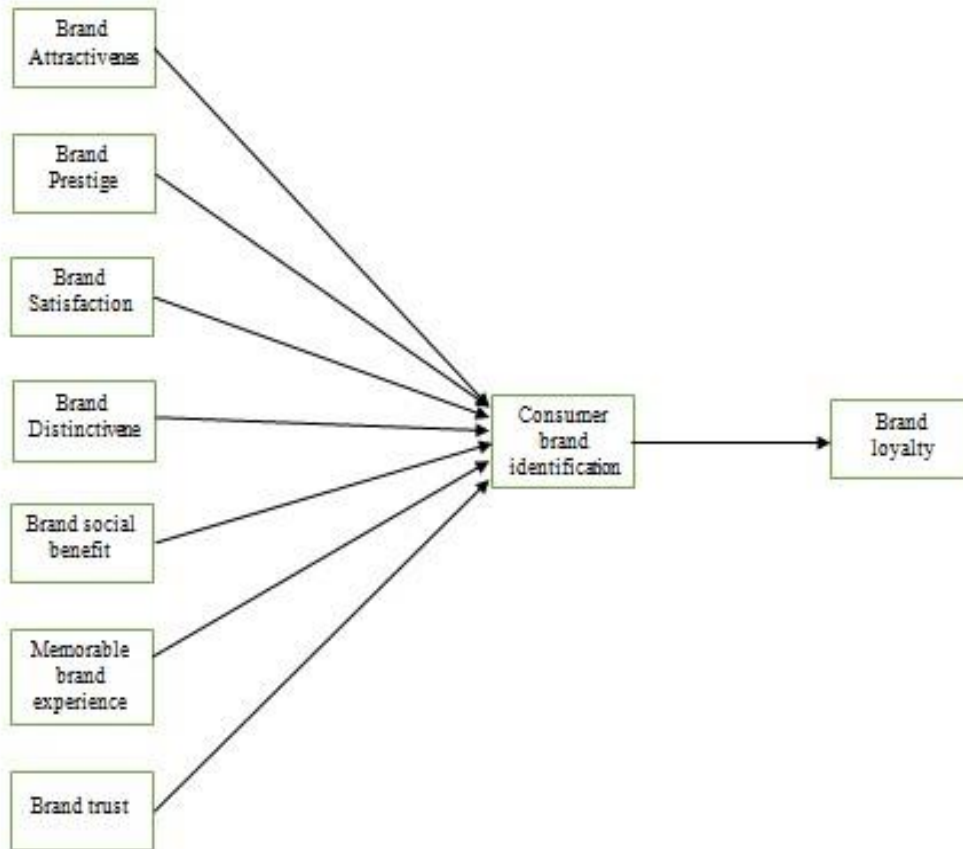 Brand
Attractivenes
Brand
Prestige
Brand
Satisfaction
Brand
Distinctivene
Brand social
benefit
Memorable
brand
experience
Brand trust
Consumer
brand
identification
Brand
loyalty